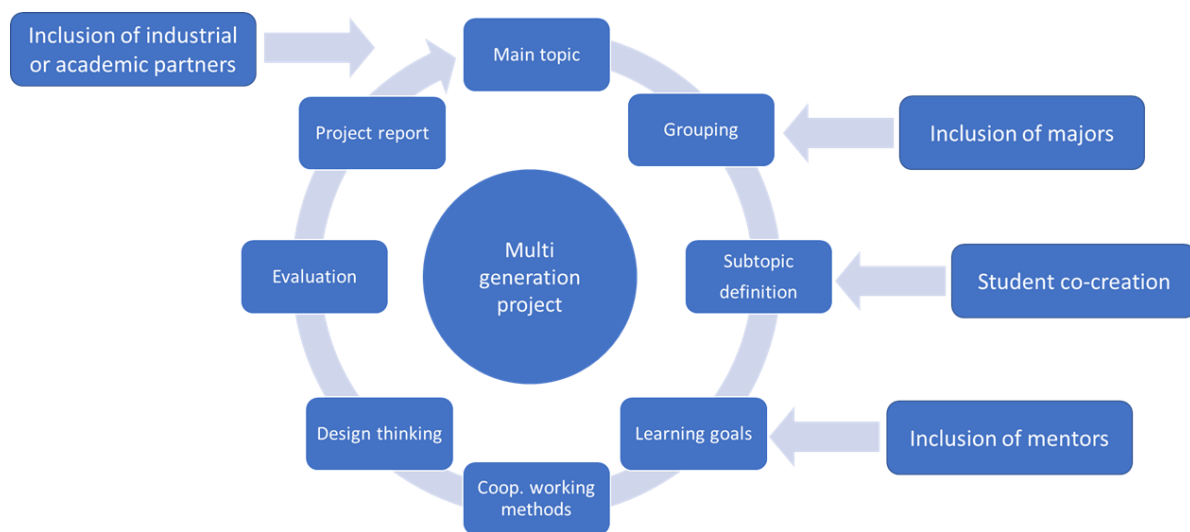 Inclusion of industrial
or academic partners
Main topic
Project report
Grouping
Inclusion of majors
Multi
generation
project
Evaluation
Subtopic
definition
Student co-creation
Design thinking
Learning goals
Inclusion of mentors
Coop. working
methods